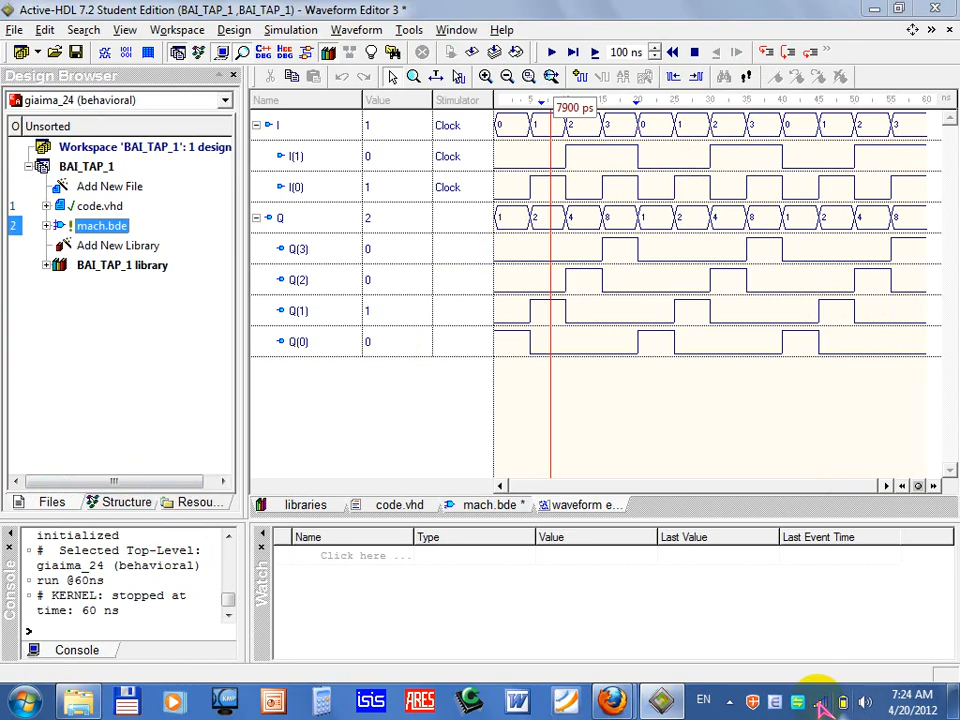 Active-HDL 7.2 Student Edition (BAI_TAP_1 ,BAI_TAP_1) - Waveform Editor 3 *
File Edit Search View Workspace Design Simulation Waveform Tools Window Help
100 ns
Design Browser
giaima_24 (behavioral)
O Unsorted
Workspace 'BAI_TAP_1': 1 design
BAI_TAP_1
Add New File
1 code.vhd
2 mach.bde
Add New Library
BAI_TAP_1 library
Files Structure Resou...
Name Value Stimulator
5 15 20 25 30 35 40 45 50 55 60 ns
7900 ps
I 1 Clock 0 1 2 3 0 1 2 3 0 1 2 3
I(1) 0 Clock
I(0) 1 Clock
Q 2 1 2 4 8 1 2 4 8 1 2 4 8
Q(3) 0
Q(2) 0
Q(1) 1
Q(0) 0
libraries code.vhd mach.bde * waveform e...
Console
initialized
# Selected Top-Level:
giaima_24 (behavioral)
run @60ns
# KERNEL: stopped at
time: 60 ns
>
Console
Watch
Name Type Value Last Value Last Event Time
Click here ...
isis ARES W EN
7:24 AM
4/20/2012